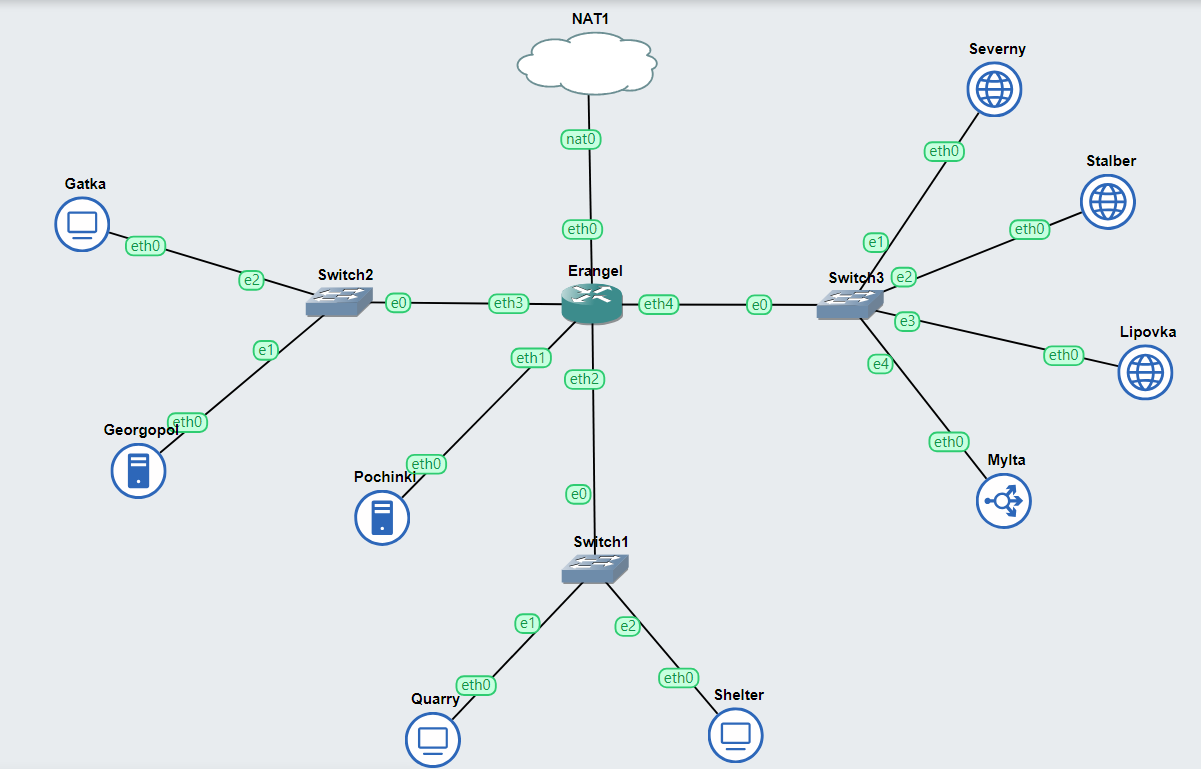 NAT1
Severny
nat0
eth0
Stalber
Gatka
eth0
eth0
eth0
e1
Switch2
e2
Erangel
Switch3
e2
e0
eth3
eth4
e0
e3
Lipovka
e1
eth1
eth2
e4
eth0
Georgopol
eth0
eth0
Mylta
Pochinki
eth0
e0
Switch1
e1
e2
Quarry
eth0
eth0
Shelter